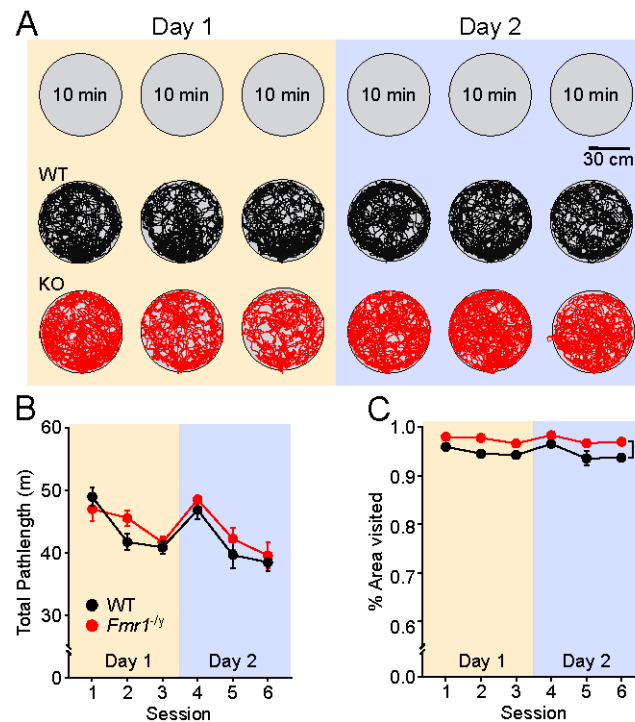 A
Day 1
Day 2
10 min
10 min
10 min
10 min
10 min
10 min
30 cm
WT
KO
B
60
50
40
30
0
Total Pathlength (m)
WT
Fmr1-/y
Day 1
Day 2
1 2 3 4 5 6
Session
C
1.0
0.9
0.8
0.7
0.6
0.0
% Area visited
Day 1
Day 2
1 2 3 4 5 6
Session